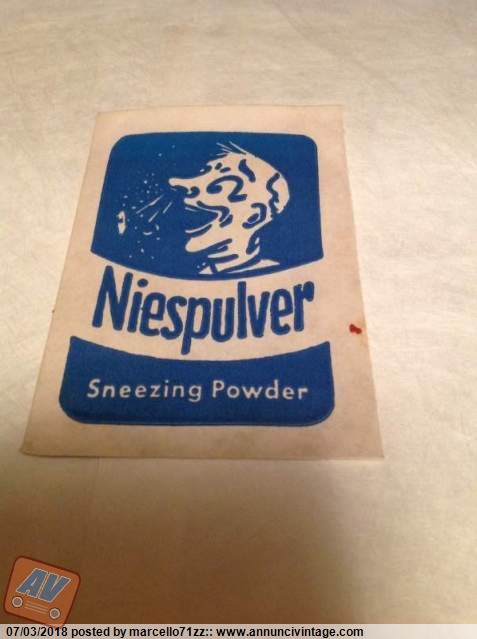 Niespulver
Sneezing Powder
AV
07/03/2018 posted by marcello71zz:: www.annuncivintage.com